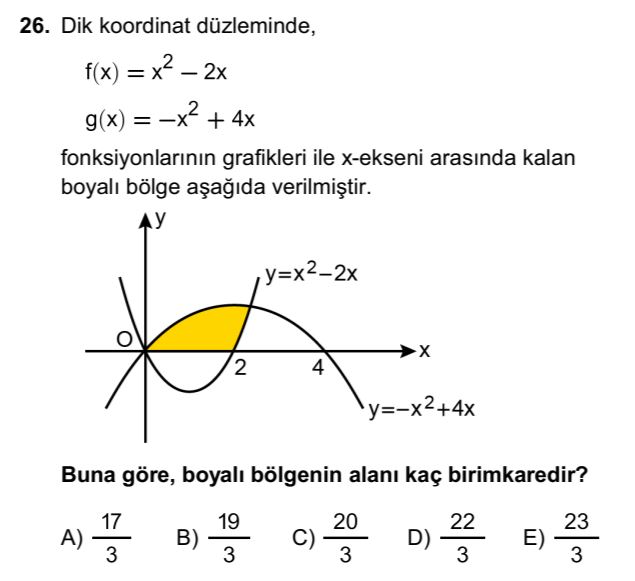 26. Dik koordinat düzleminde,
f(x) = x² – 2x
g(x) = –x² + 4x
fonksiyonlarının grafikleri ile x-ekseni arasında kalan
boyalı bölge aşağıda verilmiştir.
y
y=x²–2x
O
x
2
4
y=–x²+4x
Buna göre, boyalı bölgenin alanı kaç birimkaredir?
A) 17/3 B) 19/3 C) 20/3 D) 22/3 E) 23/3